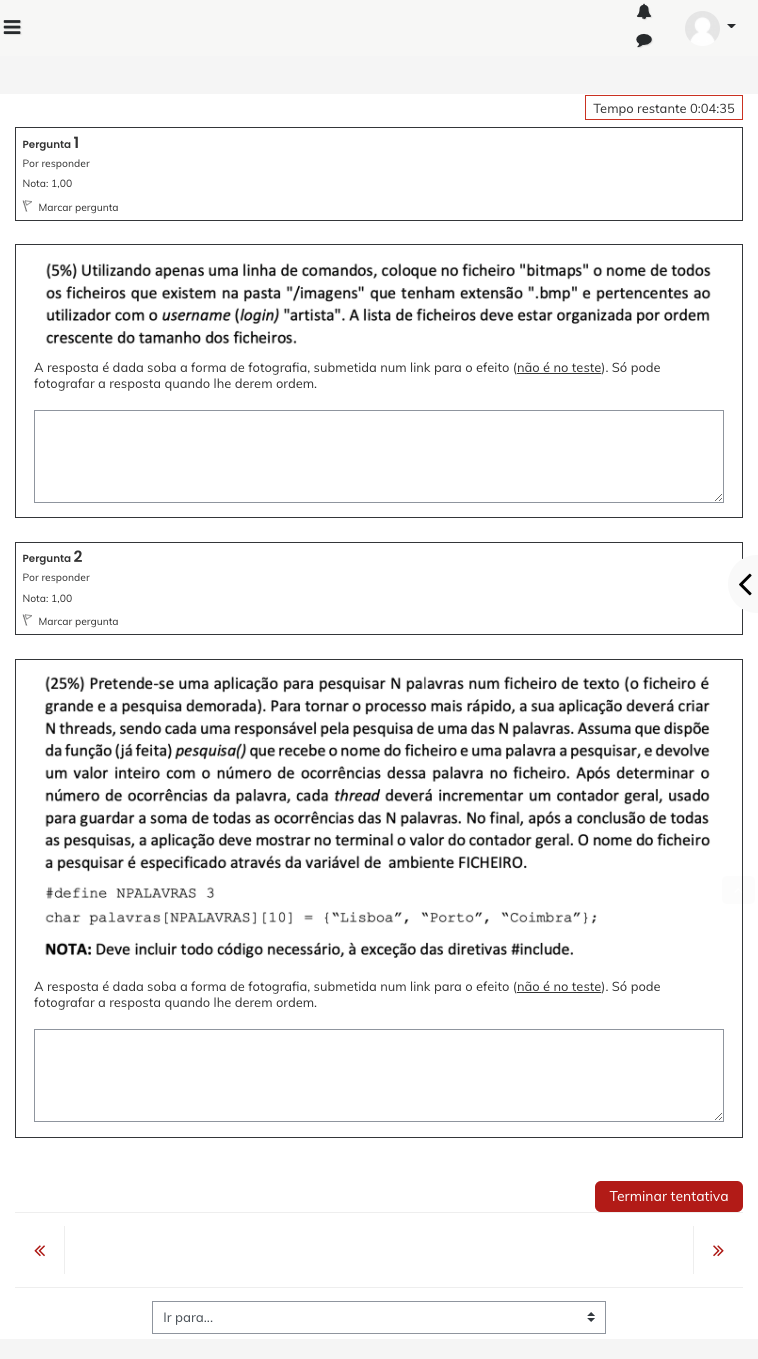 Tempo restante 0:04:35
Pergunta 1
Por responder
Nota: 1,00
Marcar pergunta
(5%) Utilizando apenas uma linha de comandos, coloque no ficheiro "bitmaps" o nome de todos
os ficheiros que existem na pasta "/imagens" que tenham extensão ".bmp" e pertencentes ao
utilizador com o username (login) "artista". A lista de ficheiros deve estar organizada por ordem
crescente do tamanho dos ficheiros.
A resposta é dada soba a forma de fotografia, submetida num link para o efeito (não é no teste). Só pode
fotografar a resposta quando lhe derem ordem.
Pergunta 2
Por responder
Nota: 1,00
Marcar pergunta
(25%) Pretende-se uma aplicação para pesquisar N palavras num ficheiro de texto (o ficheiro é
grande e a pesquisa demorada). Para tornar o processo mais rápido, a sua aplicação deverá criar
N threads, sendo cada uma responsável pela pesquisa de uma das N palavras. Assuma que dispõe
da função (já feita) pesquisa() que recebe o nome do ficheiro e uma palavra a pesquisar, e devolve
um valor inteiro com o número de ocorrências dessa palavra no ficheiro. Após determinar o
número de ocorrências da palavra, cada thread deverá incrementar um contador geral, usado
para guardar a soma de todas as ocorrências das N palavras. No final, após a conclusão de todas
as pesquisas, a aplicação deve mostrar no terminal o valor do contador geral. O nome do ficheiro
a pesquisar é especificado através da variável de ambiente FICHEIRO.
#define NPALAVRAS 3
char palavras[NPALAVRAS][10] = {“Lisboa”, “Porto”, “Coimbra”};
NOTA: Deve incluir todo código necessário, à exceção das diretivas #include.
A resposta é dada soba a forma de fotografia, submetida num link para o efeito (não é no teste). Só pode
fotografar a resposta quando lhe derem ordem.
Terminar tentativa
Ir para...